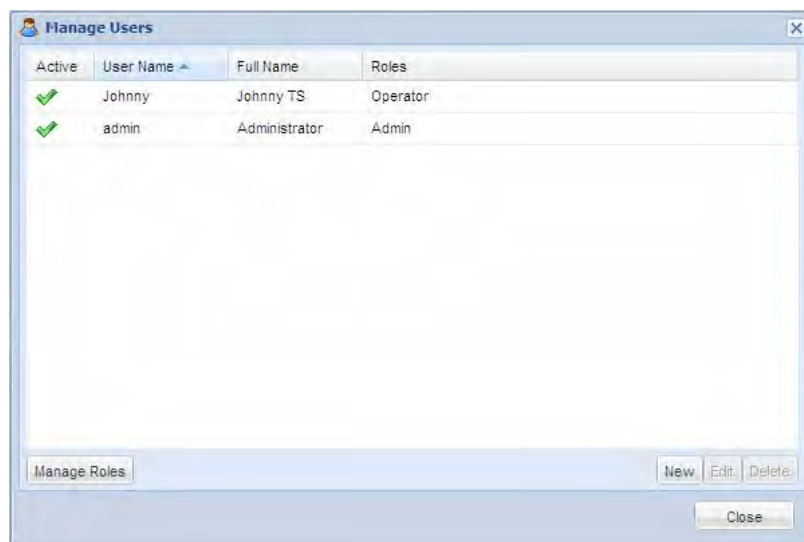 Manage Users
Active User Name Full Name Roles
Johnny Johnny TS Operator
admin Administrator Admin
Manage Roles New Edit Delete
Close